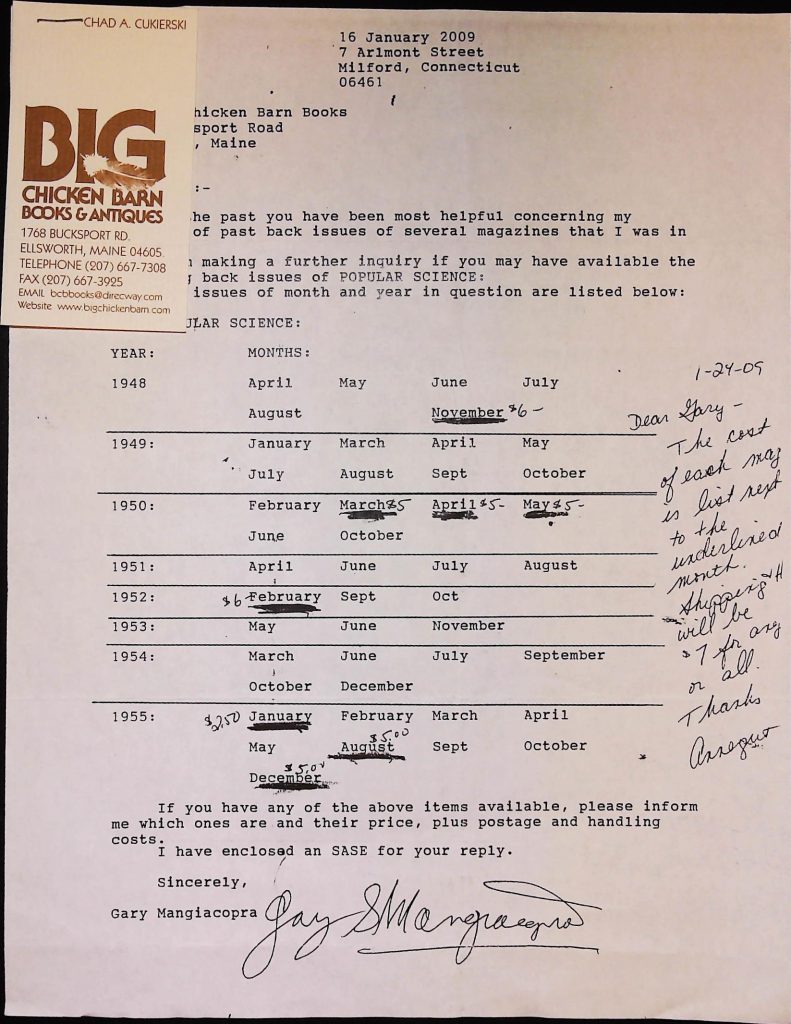 CHAD A. CUKIERSKI
BIG
CHICKEN BARN
BOOKS & ANTIQUES
1768 BUCKSPORT RD.
ELLSWORTH, MAINE 04605
TELEPHONE (207) 667-7308
FAX (207) 667-3925
EMAIL bcbbooks@direcway.com
Website www.bigchickenbarn.com
16 January 2009
7 Arlmont Street
Milford, Connecticut
06461
hicken Barn Books
sport Road
, Maine
:-
he past you have been most helpful concerning my
of past back issues of several magazines that I was in
making a further inquiry if you may have available the
back issues of POPULAR SCIENCE:
issues of month and year in question are listed below:
ULAR SCIENCE:
YEAR: MONTHS:
1948 April May June July
August November $6-
1949: January March April May
July August Sept October
1950: February March $5 April $5- May $5-
June October
1951: April June July August
1952: $6 February Sept Oct
1953: May June November
1954: March June July September
October December
1955: $2.50 January February March April
$5.00
May August Sept October
$5.00
December
If you have any of the above items available, please inform
me which ones are and their price, plus postage and handling
costs.
I have enclosed an SASE for your reply.
Sincerely,
Gary Mangiacopra Gary S Mangiacopra
1-24-09
Dear Gary -
The cost
of each mag
is list next
to the
underlined
month.
Shipping & H
will be
$7 for any
or all.
Thanks
Annegret